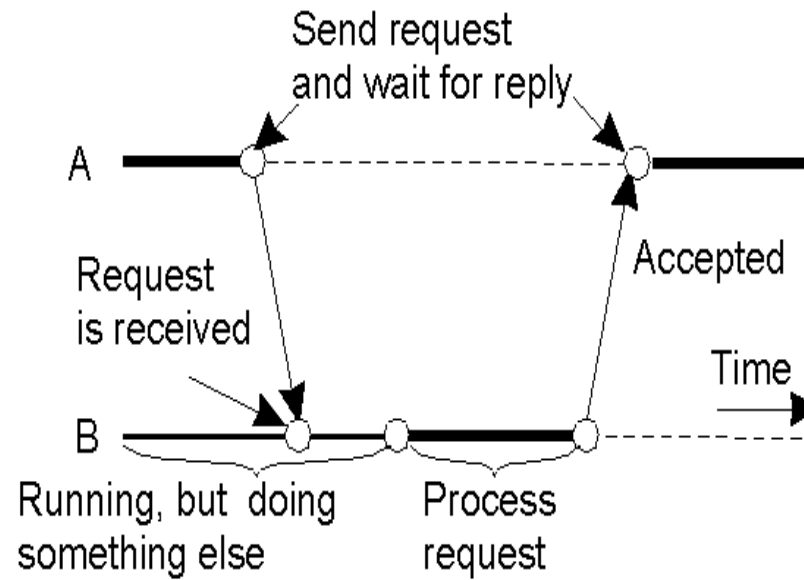 Send request
and wait for reply
A
Accepted
Request
is received
Time
B
Running, but doing
something else
Process
request